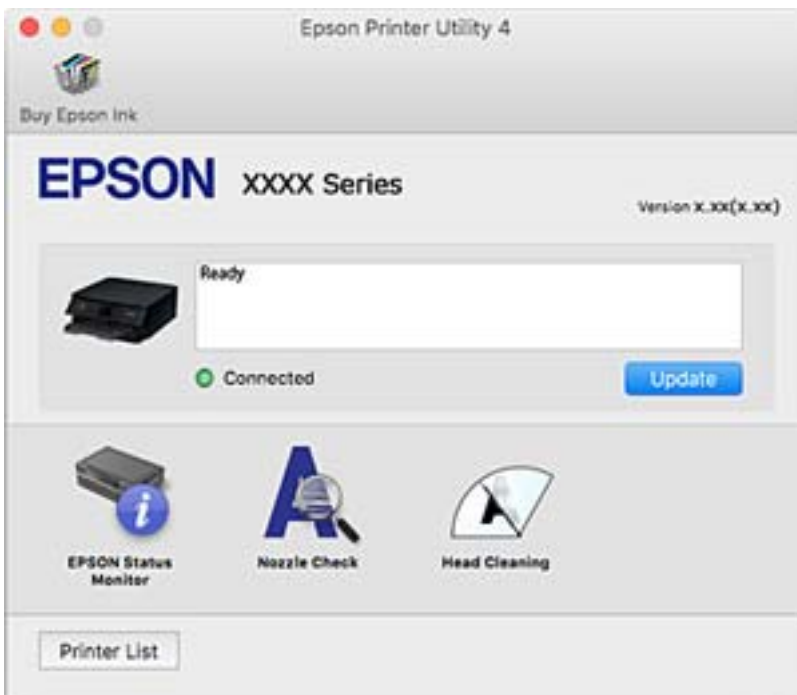 Epson Printer Utility 4
Buy Epson Ink
EPSON XXXX Series
Version x.xx(x.xx)
Ready
Connected
Update
EPSON Status
Monitor
Nozzle Check
Head Cleaning
Printer List